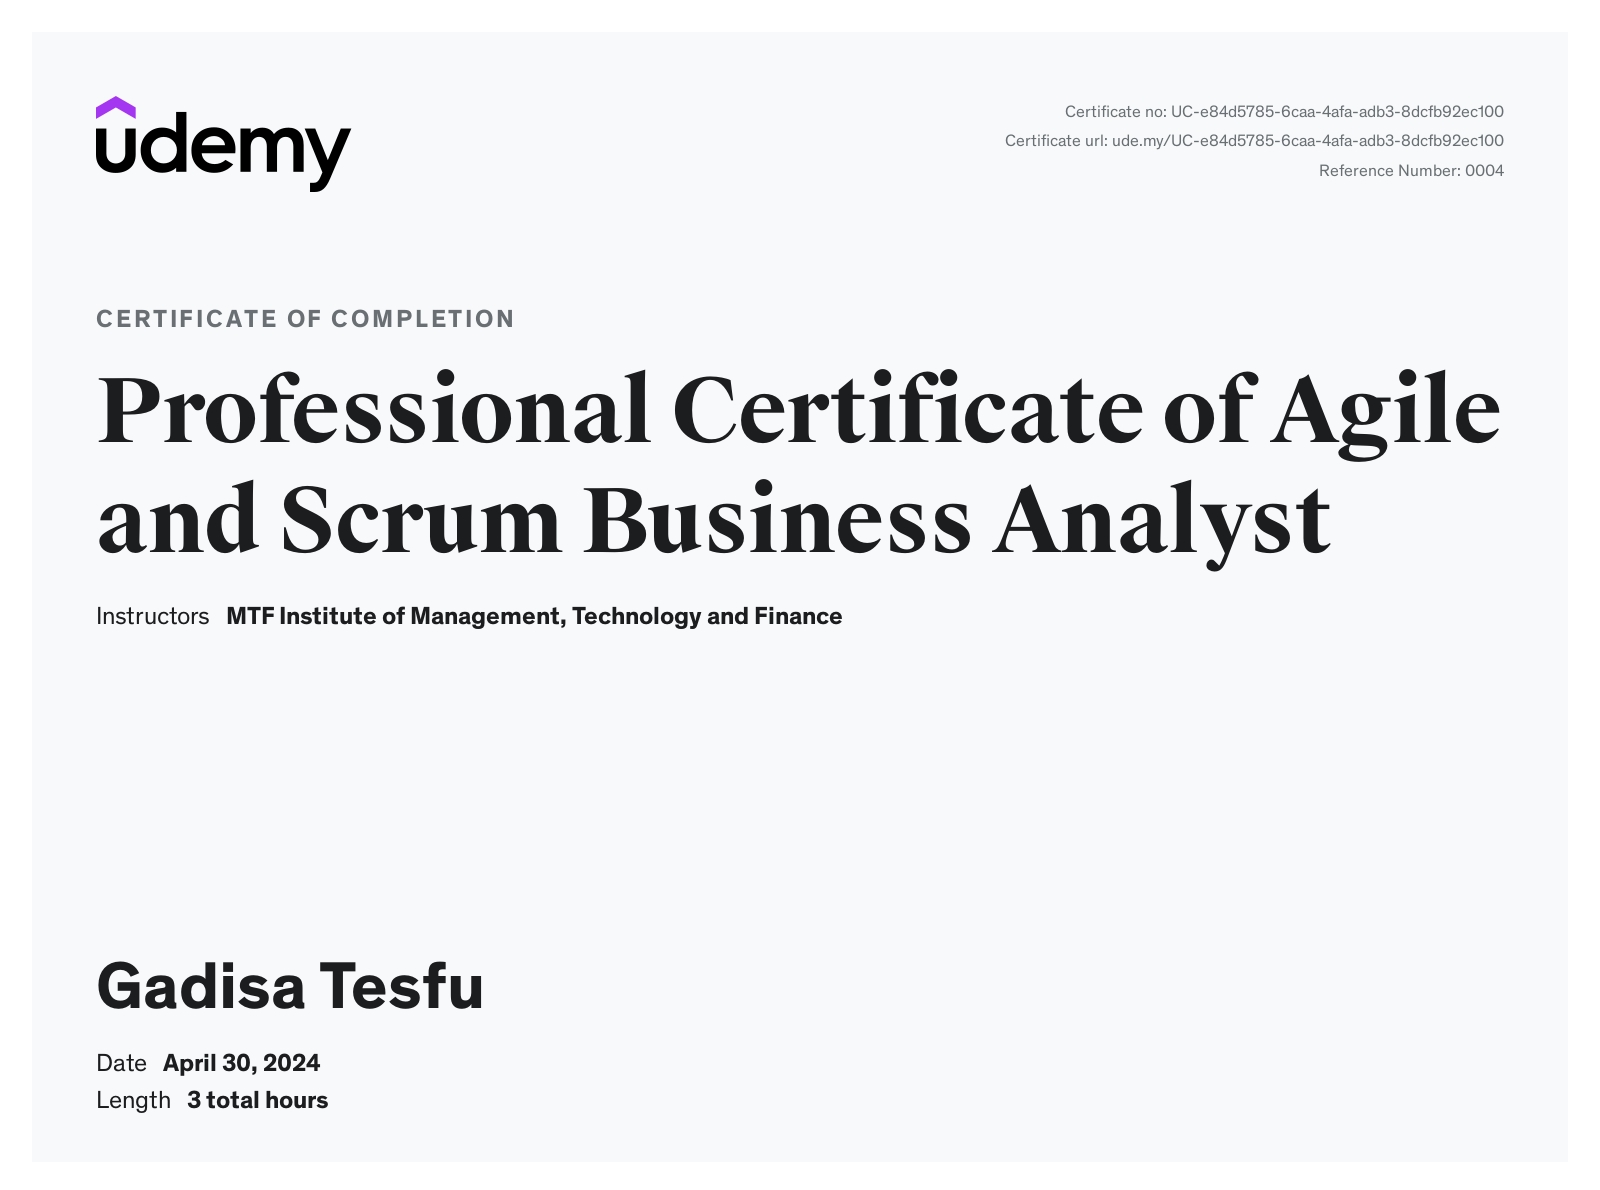 udemy
Certificate no: UC-e84d5785-6caa-4afa-adb3-8dcfb92ec100
Certificate url: ude.my/UC-e84d5785-6caa-4afa-adb3-8dcfb92ec100
Reference Number: 0004
CERTIFICATE OF COMPLETION
Professional Certificate of Agile
and Scrum Business Analyst
Instructors MTF Institute of Management, Technology and Finance
Gadisa Tesfu
Date April 30, 2024
Length 3 total hours